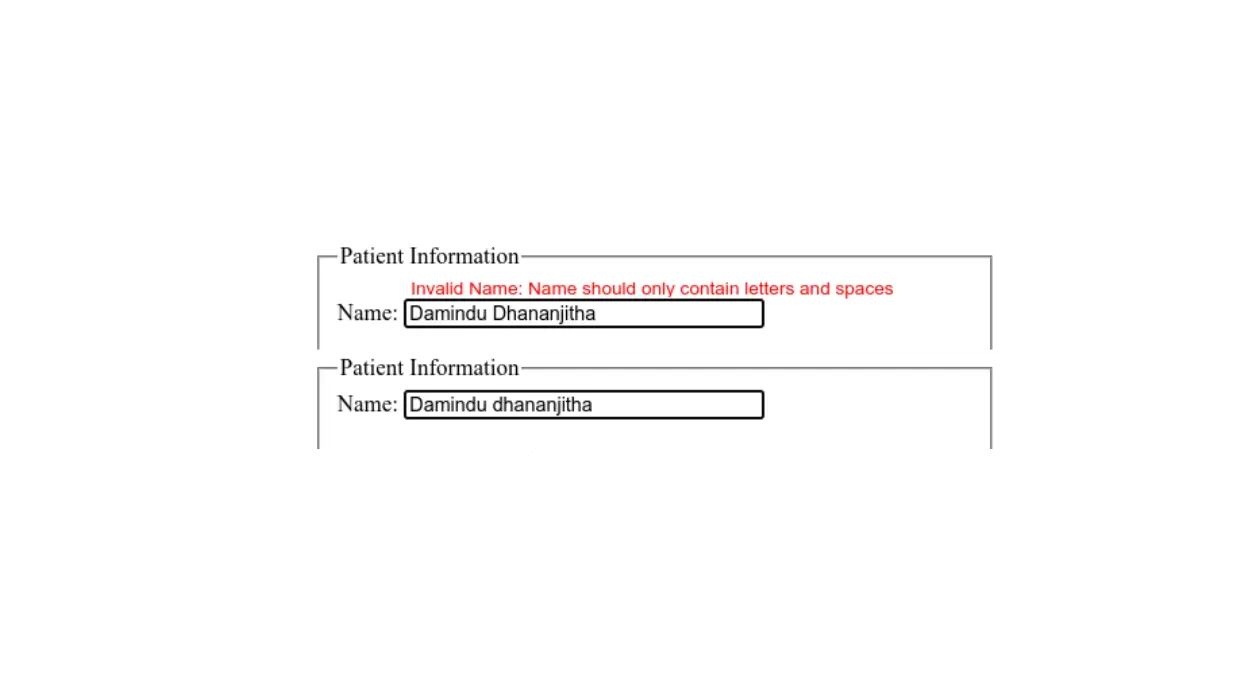 Patient Information
Invalid Name: Name should only contain letters and spaces
Name: Damindu Dhananjitha
Patient Information
Name: Damindu dhananjitha